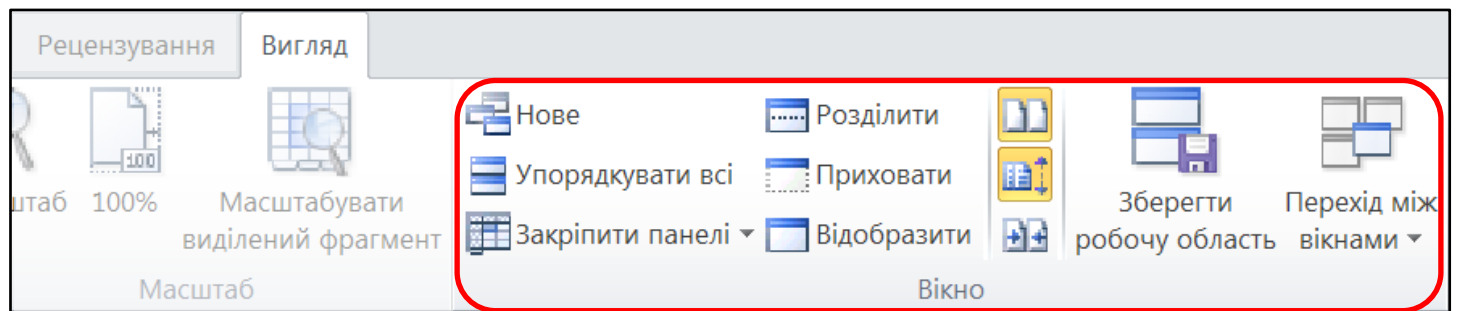 Рецензування Вигляд
Нове Розділити
Упорядкувати всі Приховати
штаб 100% Масштабувати Зберегти Перехід між
виділений фрагмент Закріпити панелі Відобразити робочу область вікнами
Масштаб Вікно
100